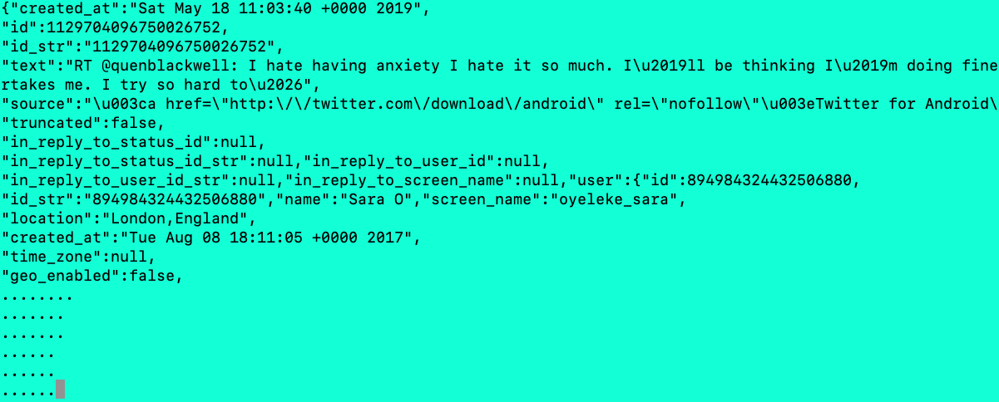 {"created_at":"Sat May 18 11:03:40 +0000 2019",
"id":1129704096750026752,
"id_str":"1129704096750026752",
"text":"RT @quenblackwell: I hate having anxiety I hate it so much. I\u2019ll be thinking I\u2019m doing fine
rtakes me. I try so hard to\u2026",
"source":"\u003ca href=\"http:\/\/twitter.com\/download\/android\" rel=\"nofollow\"\u003eTwitter for Android\
"truncated":false,
"in_reply_to_status_id":null,
"in_reply_to_status_id_str":null,"in_reply_to_user_id":null,
"in_reply_to_user_id_str":null,"in_reply_to_screen_name":null,"user":{"id":894984324432506880,
"id_str":"894984324432506880","name":"Sara O","screen_name":"oyeleke_sara",
"location":"London,England",
"created_at":"Tue Aug 08 18:11:05 +0000 2017",
"time_zone":null,
"geo_enabled":false,
........
.......
.......
......
......
......